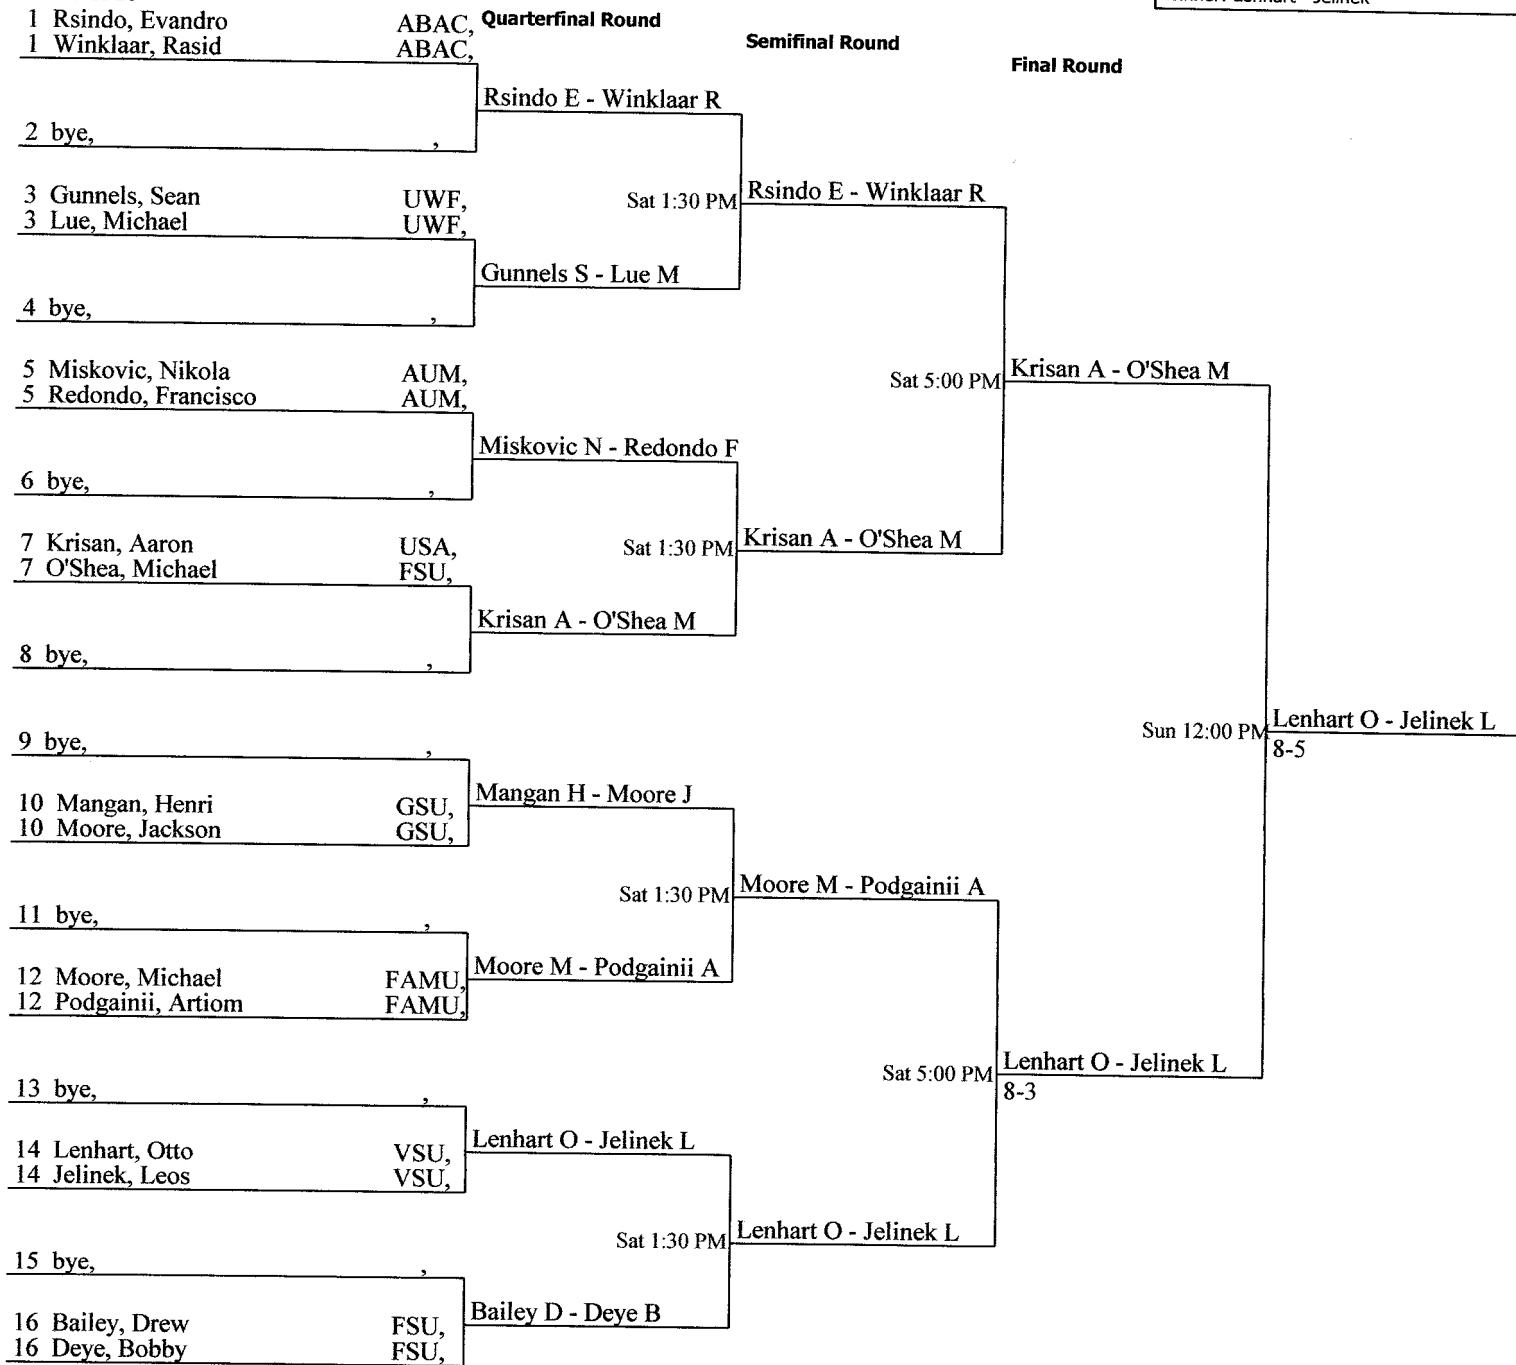 1 Rsindo, Evandro ABAC,
1 Winklaar, Rasid ABAC,
2 bye, ,
3 Gunnels, Sean UWF,
3 Lue, Michael UWF,
4 bye, ,
5 Miskovic, Nikola AUM,
5 Redondo, Francisco AUM,
6 bye, ,
7 Krisan, Aaron USA,
7 O'Shea, Michael FSU,
8 bye, ,
9 bye, ,
10 Mangan, Henri GSU,
10 Moore, Jackson GSU,
11 bye, ,
12 Moore, Michael FAMU,
12 Podgainii, Artiom FAMU,
13 bye, ,
14 Lenhart, Otto VSU,
14 Jelinek, Leos VSU,
15 bye, ,
16 Bailey, Drew FSU,
16 Deye, Bobby FSU,
Quarterfinal Round
Rsindo E - Winklaar R
Sat 1:30 PM
Gunnels S - Lue M
Miskovic N - Redondo F
Sat 1:30 PM
Krisan A - O'Shea M
Mangan H - Moore J
Sat 1:30 PM
Moore M - Podgainii A
Lenhart O - Jelinek L
Sat 1:30 PM
Bailey D - Deye B
Semifinal Round
Rsindo E - Winklaar R
Sat 5:00 PM
Krisan A - O'Shea M
Moore M - Podgainii A
Sat 5:00 PM
Lenhart O - Jelinek L
Final Round
Krisan A - O'Shea M
Sun 12:00 PM
Lenhart O - Jelinek L
8-3
Lenhart O - Jelinek L
8-5